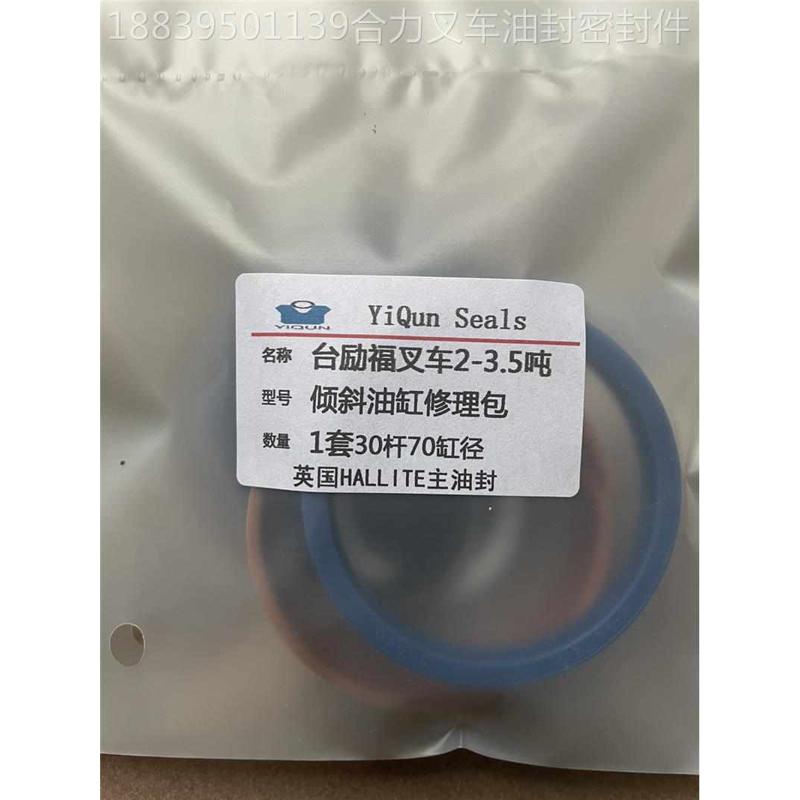 18839501139合力叉车油封密封件
YIQUN
YiQun Seals
名称 台励福叉车2-3.5吨
型号 倾斜油缸修理包
数量 1套30杆70缸径
英国HALLITE主油封